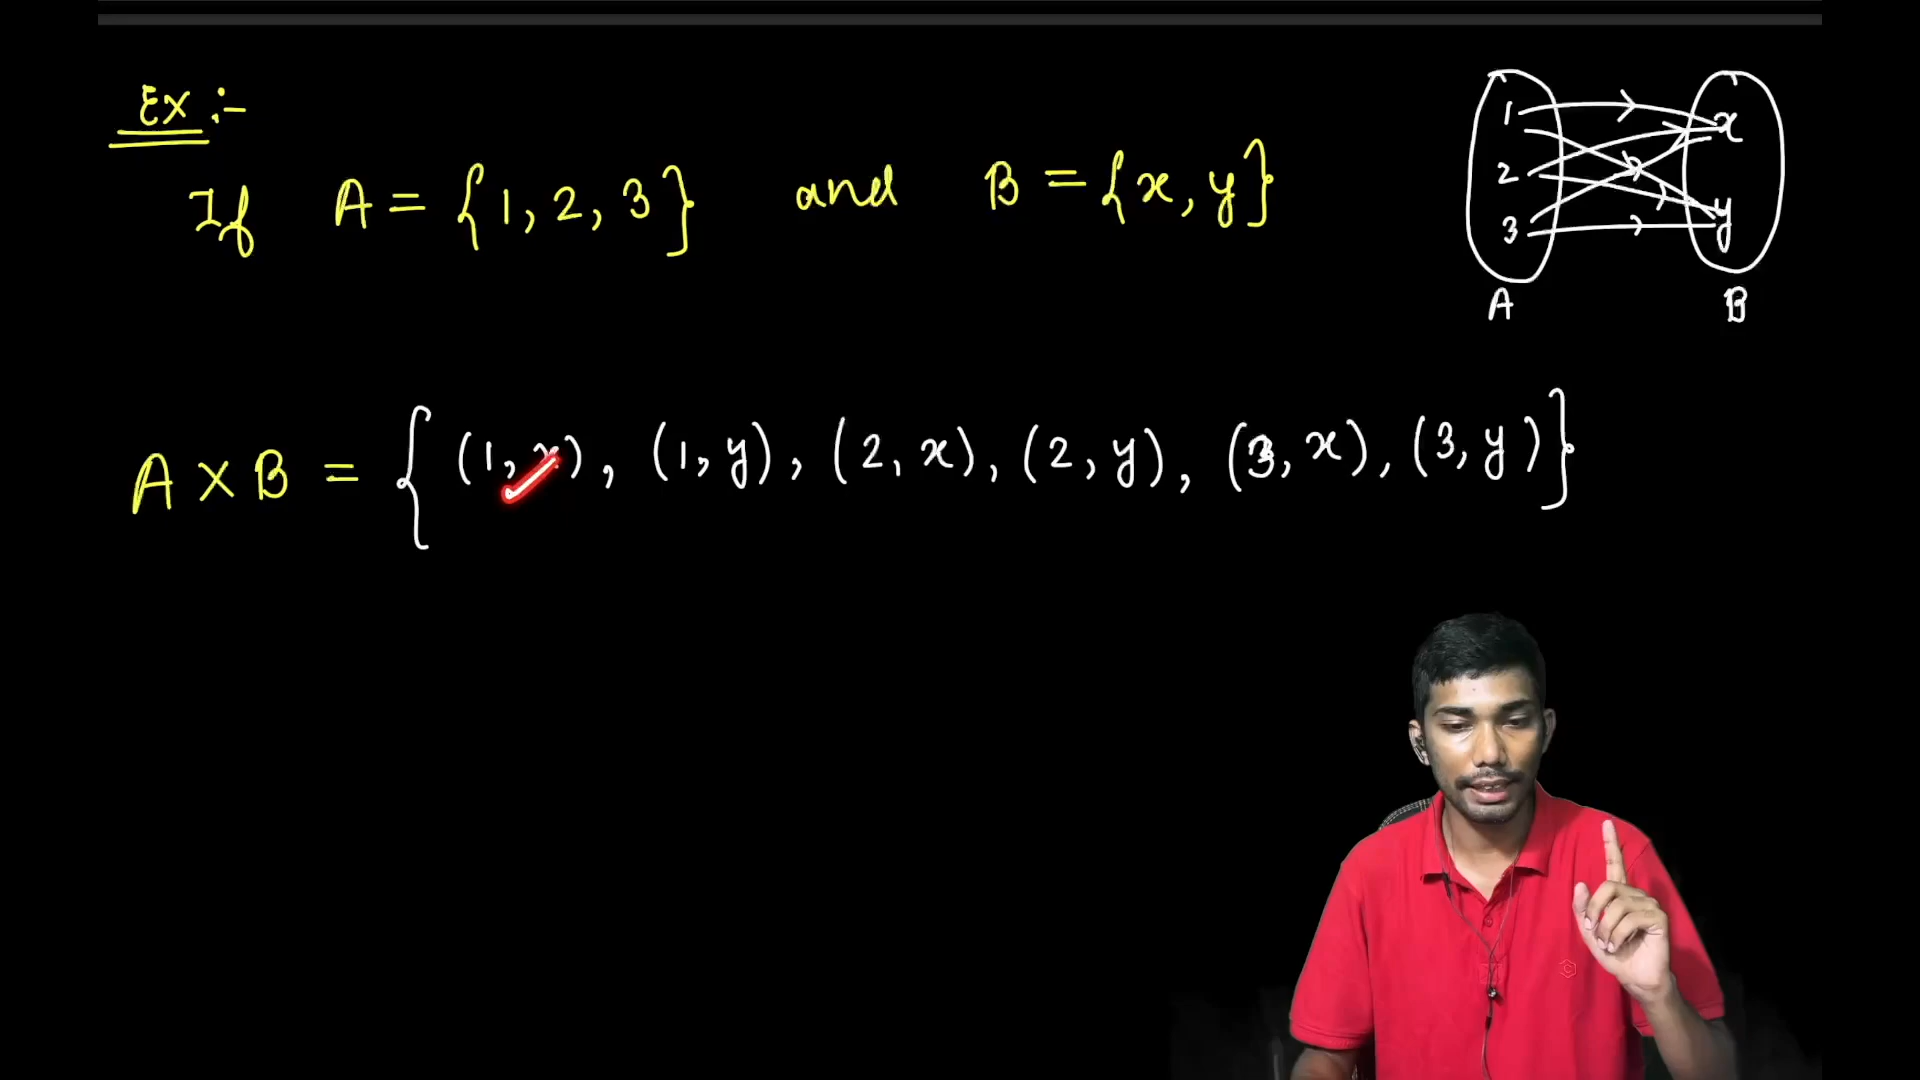 Ex :-
If A = {1, 2, 3} and B = {x, y}
1 x
2
3 y
A B
A × B = { (1, x), (1, y), (2, x), (2, y), (3, x), (3, y) }